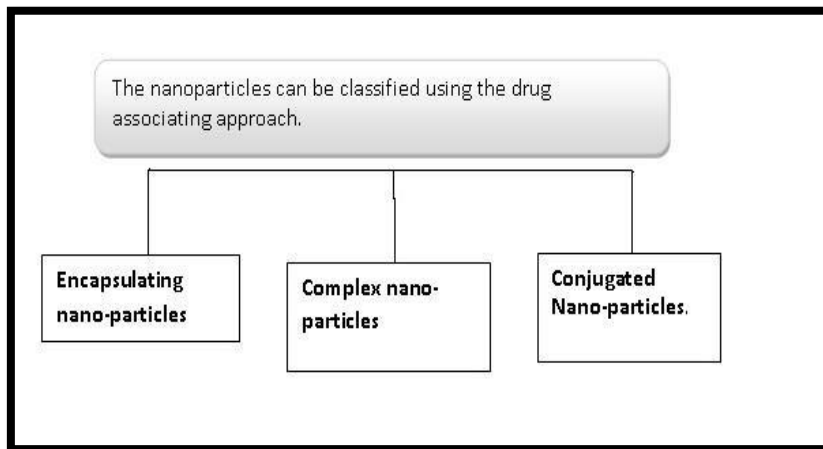 The nanoparticles can be classified using the drug
associating approach.
Encapsulating
nano-particles
Complex nano-
particles
Conjugated
Nano-particles.